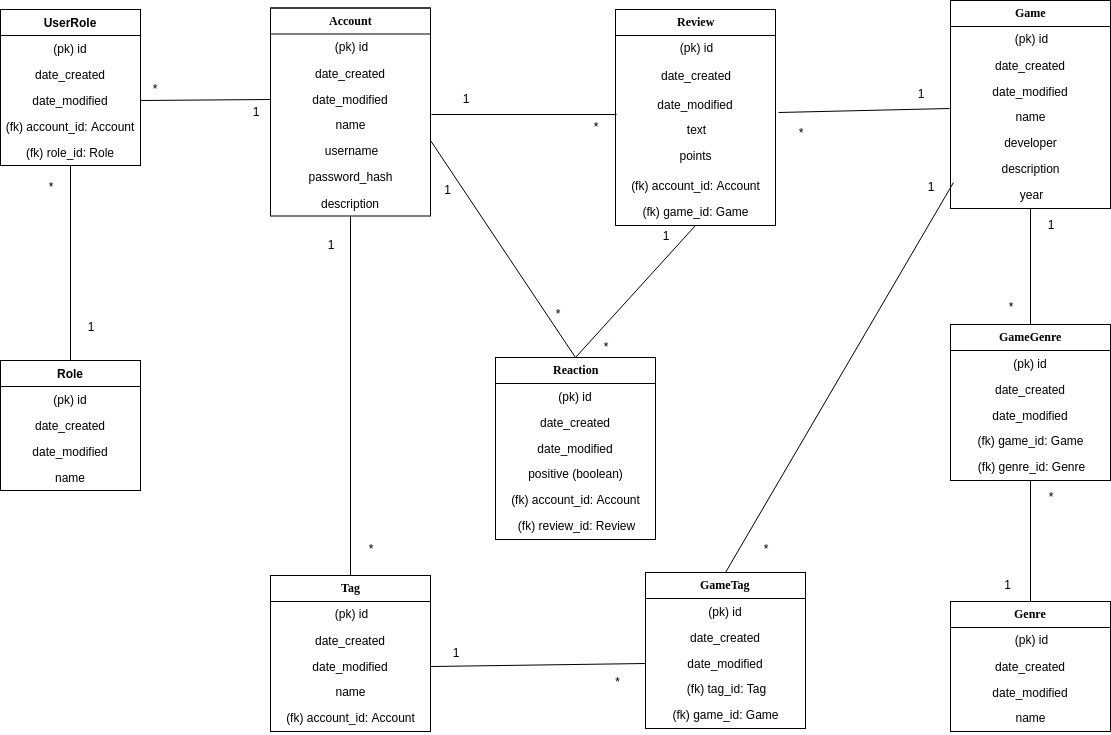 UserRole
(pk) id
date_created
date_modified
(fk) account_id: Account
(fk) role_id: Role
*
*
1
Account
(pk) id
date_created
date_modified
name
username
password_hash
description
1
1
*
1
1
*
Review
(pk) id
date_created
date_modified
text
points
(fk) account_id: Account
(fk) game_id: Game
1
*
*
1
Game
(pk) id
date_created
date_modified
name
developer
description
year
1
1
*
Role
(pk) id
date_created
date_modified
name
Reaction
(pk) id
date_created
date_modified
positive (boolean)
(fk) account_id: Account
(fk) review_id: Review
GameGenre
(pk) id
date_created
date_modified
(fk) game_id: Game
(fk) genre_id: Genre
*
1
*
*
Tag
(pk) id
date_created
date_modified
name
(fk) account_id: Account
1
*
GameTag
(pk) id
date_created
date_modified
(fk) tag_id: Tag
(fk) game_id: Game
Genre
(pk) id
date_created
date_modified
name